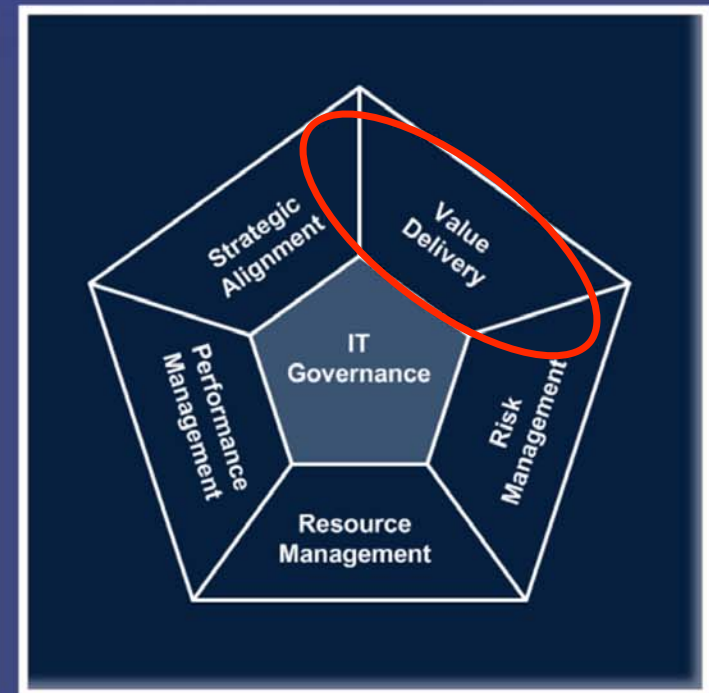 Strategic
Alignment
Value
Delivery
IT
Governance
Performance
Management
Risk
Management
Resource
Management